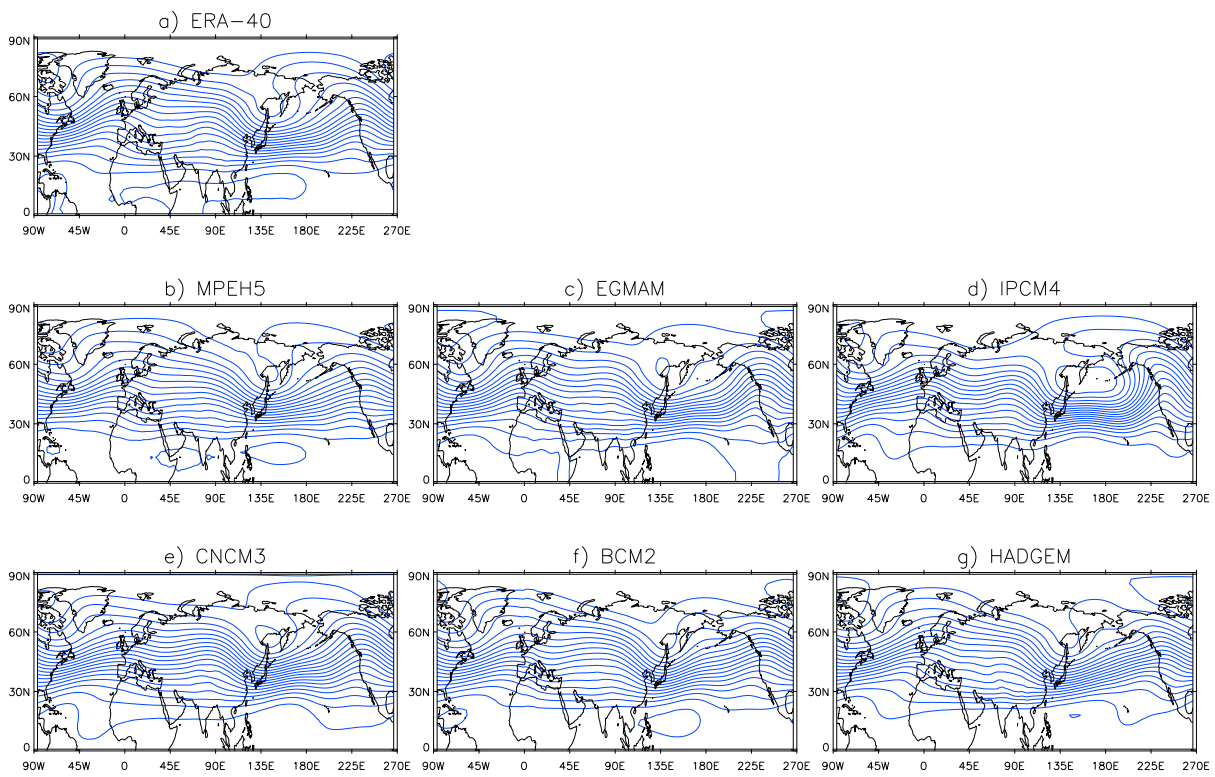 a) ERA-40
90N
60N
30N
0
90W 45W 0 45E 90E 135E 180E 225E 270E
b) MPEH5 c) EGMAM d) IPCM4
90N 90N 90N
60N 60N 60N
30N 30N 30N
0 0 0
90W 45W 0 45E 90E 135E 180E 225E 270E 90W 45W 0 45E 90E 135E 180E 225E 270E 90W 45W 0 45E 90E 135E 180E 225E 270E
e) CNCM3 f) BCM2 g) HADGEM
90N 90N 90N
60N 60N 60N
30N 30N 30N
0 0 0
90W 45W 0 45E 90E 135E 180E 225E 270E 90W 45W 0 45E 90E 135E 180E 225E 270E 90W 45W 0 45E 90E 135E 180E 225E 270E